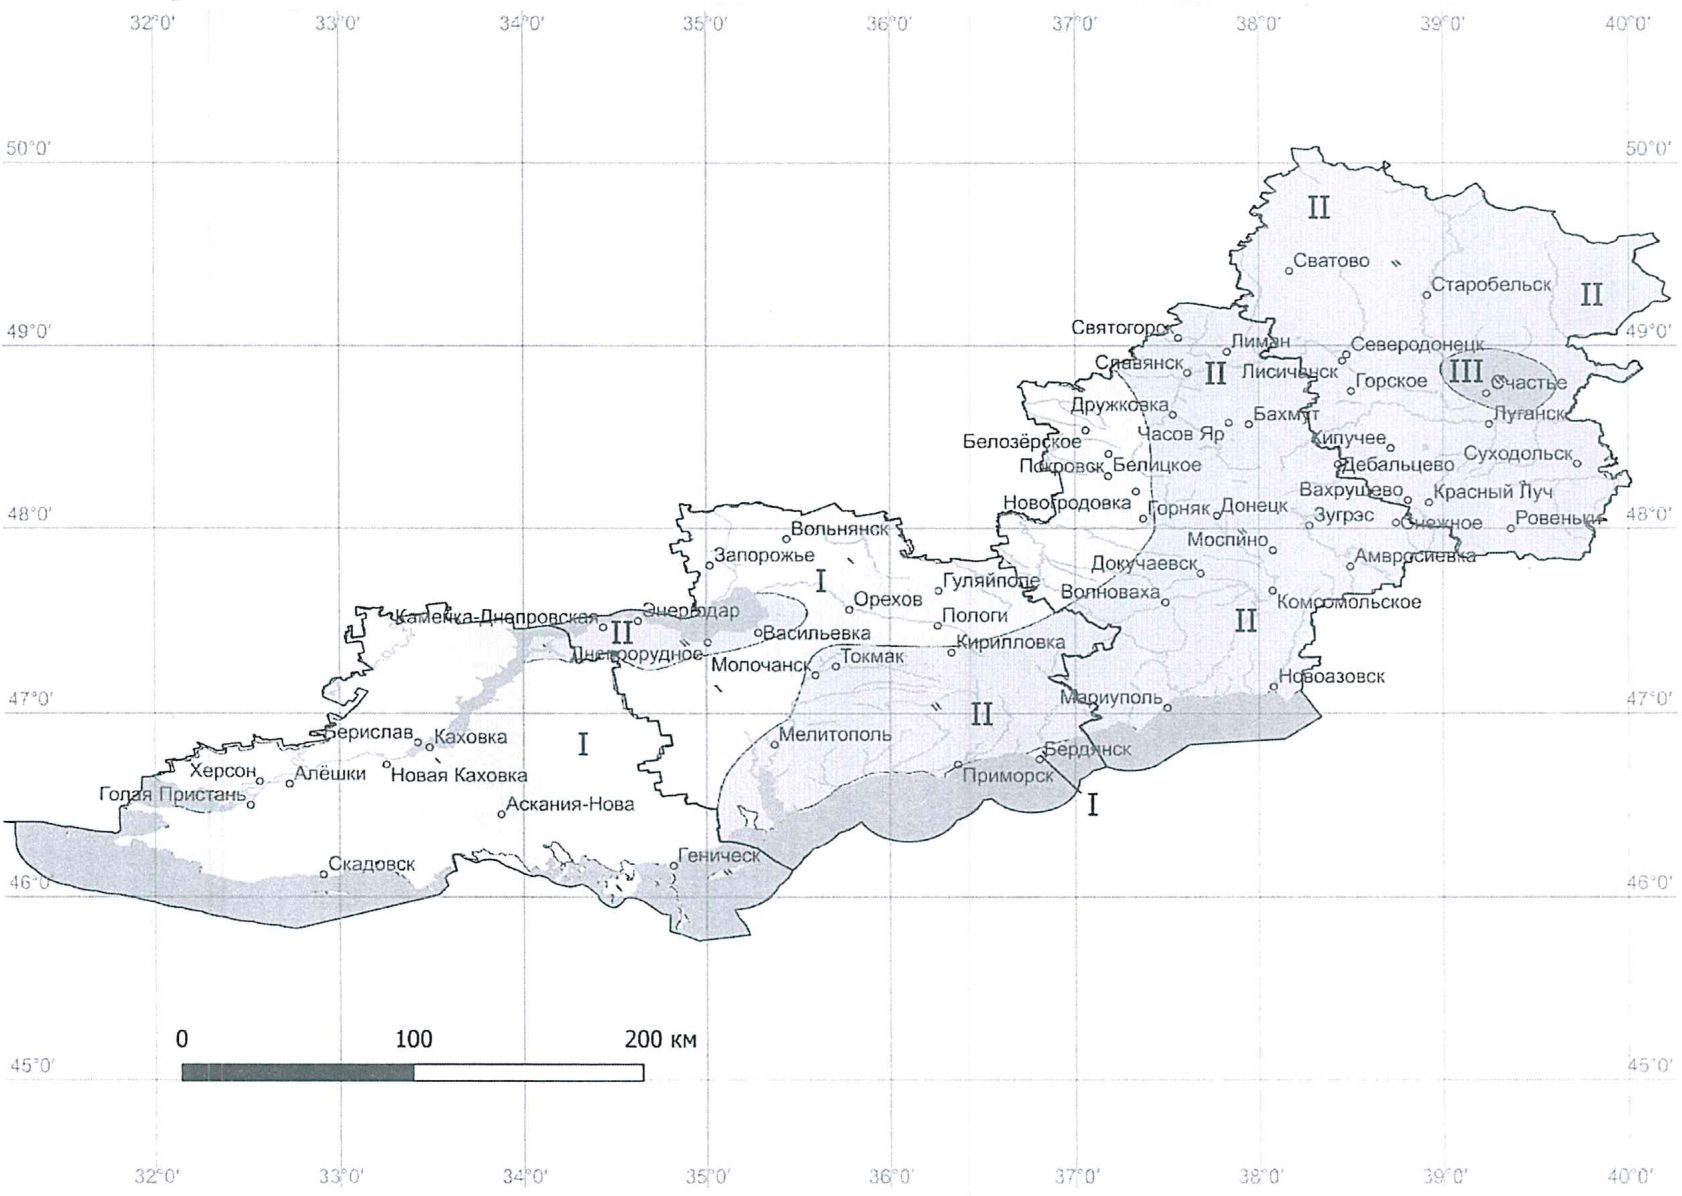 32°0' 33°0' 34°0' 35°0' 36°0' 37°0' 38°0' 39°0' 40°0'
50°0' 50°0'
II
Сватово
Старобельск
II
49°0' 49°0'
Святогорск
Лиман
Северодонецк
Славянск
II
Лисичанск
III
Счастье
Горское
Дружковка
Бахмут
Луганск
Часов Яр
Белозёрское
Кипучее
Суходольск
Покровск
Белицкое
Дебальцево
Вахрушево
Красный Луч
Новогродовка
Горняк
Донецк
Зугрэс
Снежное
Ровеньки
48°0' 48°0'
Вольнянск
Моспино
Запорожье
Докучаевск
Амвросиевка
I
Гуляйполе
Волноваха
Орехов
Комсомольское
Каменка-Днепровская
Энергодар
Пологи
II
II
Васильевка
Кирилловка
Днепрорудное
Молочанск
Токмак
Новоазовск
47°0' 47°0'
Мариуполь
II
Берислав
Каховка
I
Мелитополь
Бердянск
Херсон
Алёшки
Новая Каховка
Приморск
Голая Пристань
Аскания-Нова
I
Скадовск
Геническ
46°0' 46°0'
0 100 200 км
45°0' 45°0'
32°0' 33°0' 34°0' 35°0' 36°0' 37°0' 38°0' 39°0' 40°0'